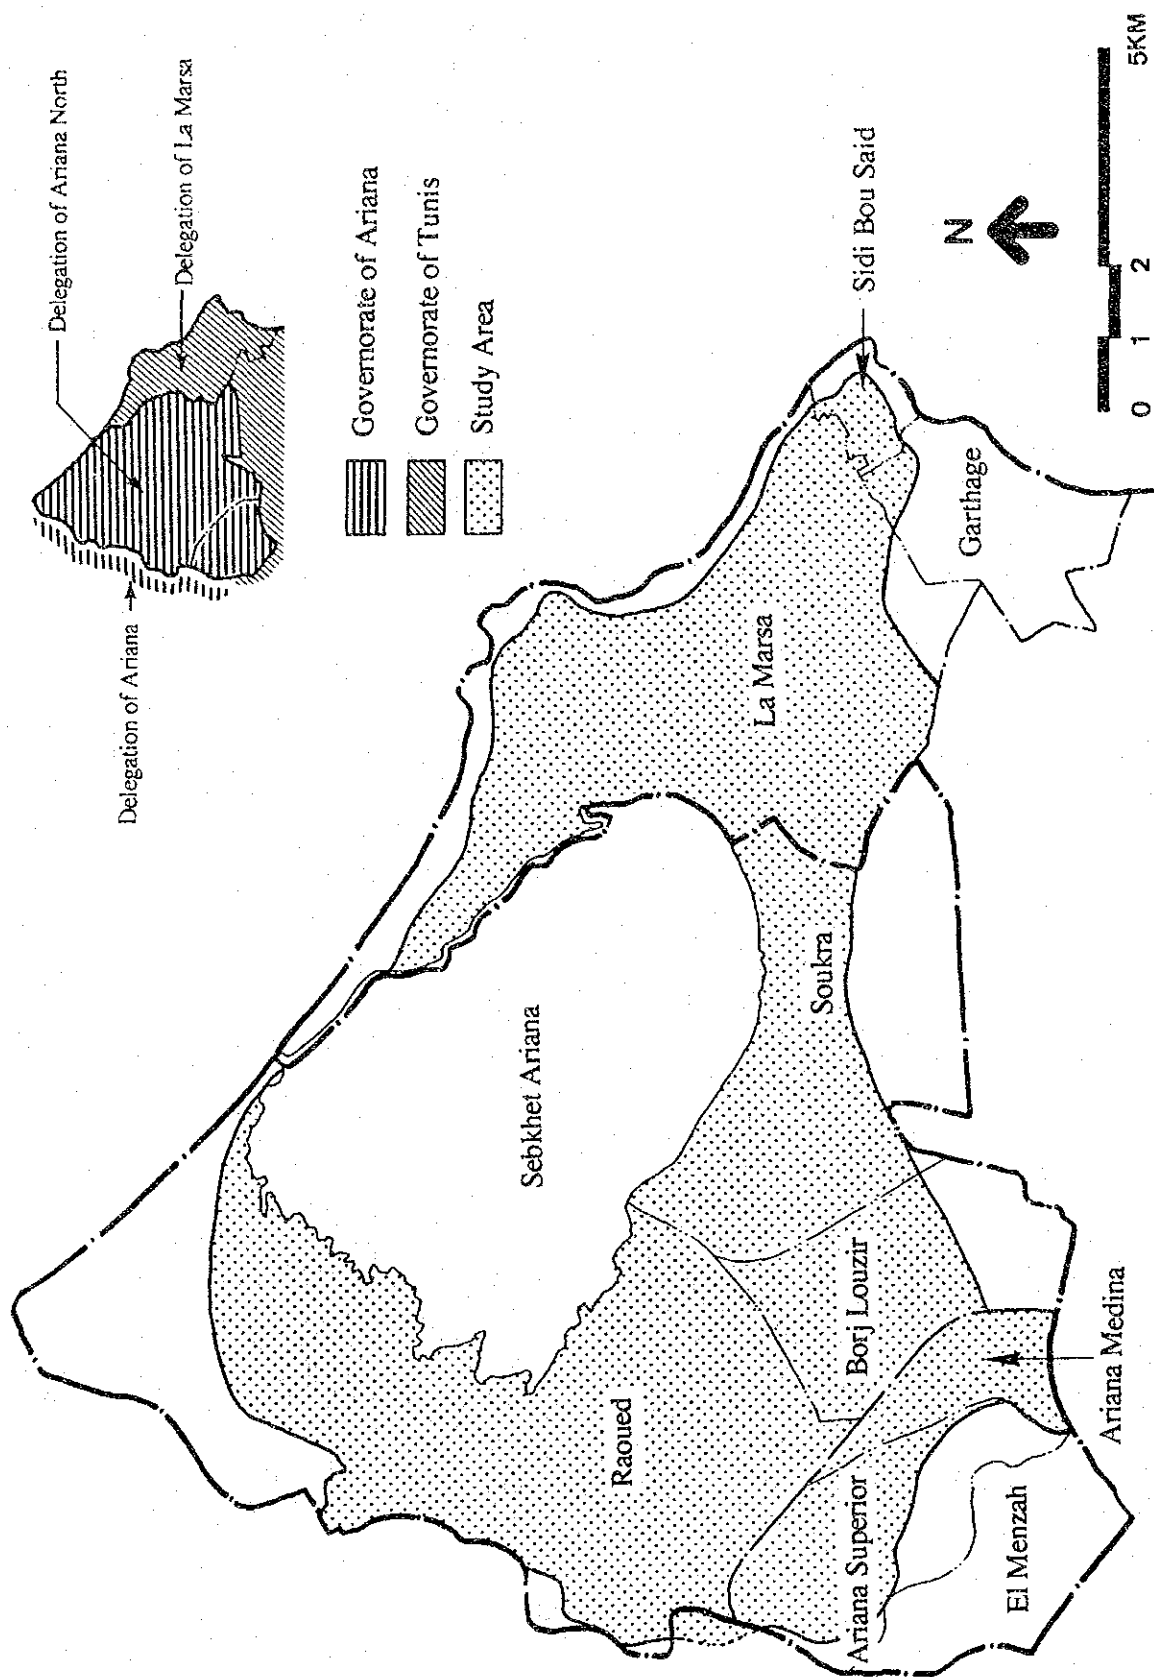 Delegation of Ariana North
Delegation of La Marsa
Delegation of Ariana
Governorate of Ariana
Governorate of Tunis
Study Area
Sebkhet Ariana
La Marsa
Raoued
Soukra
Sidi Bou Said
Garthage
Borj Louzir
Ariana Superior
El Menzah
Ariana Medina
N
0 1 2 5KM